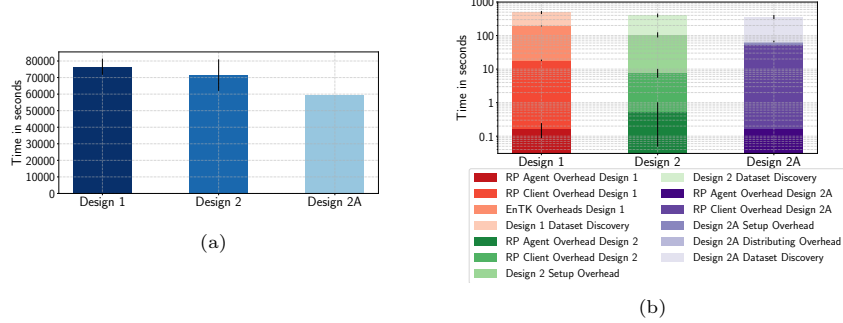 80000
70000
60000
50000
40000
30000
20000
10000
0
Time in seconds
Design 1
Design 2
Design 2A
(a)
1000
100
10
1
0.1
Time in seconds
Design 1
Design 2
Design 2A
RP Agent Overhead Design 1
RP Client Overhead Design 1
EnTK Overheads Design 1
Design 1 Dataset Discovery
RP Agent Overhead Design 2
RP Client Overhead Design 2
Design 2 Setup Overhead
Design 2 Dataset Discovery
RP Agent Overhead Design 2A
RP Client Overhead Design 2A
Design 2A Setup Overhead
Design 2A Distributing Overhead
Design 2A Dataset Discovery
(b)